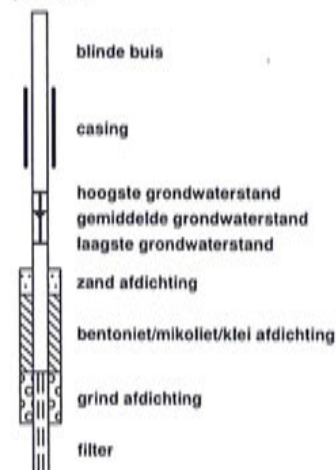 blinde buis
casing
hoogste grondwaterstand
gemiddelde grondwaterstand
laagste grondwaterstand
zand afdichting
bentoniet/mikoliet/klei afdichting
grind afdichting
filter